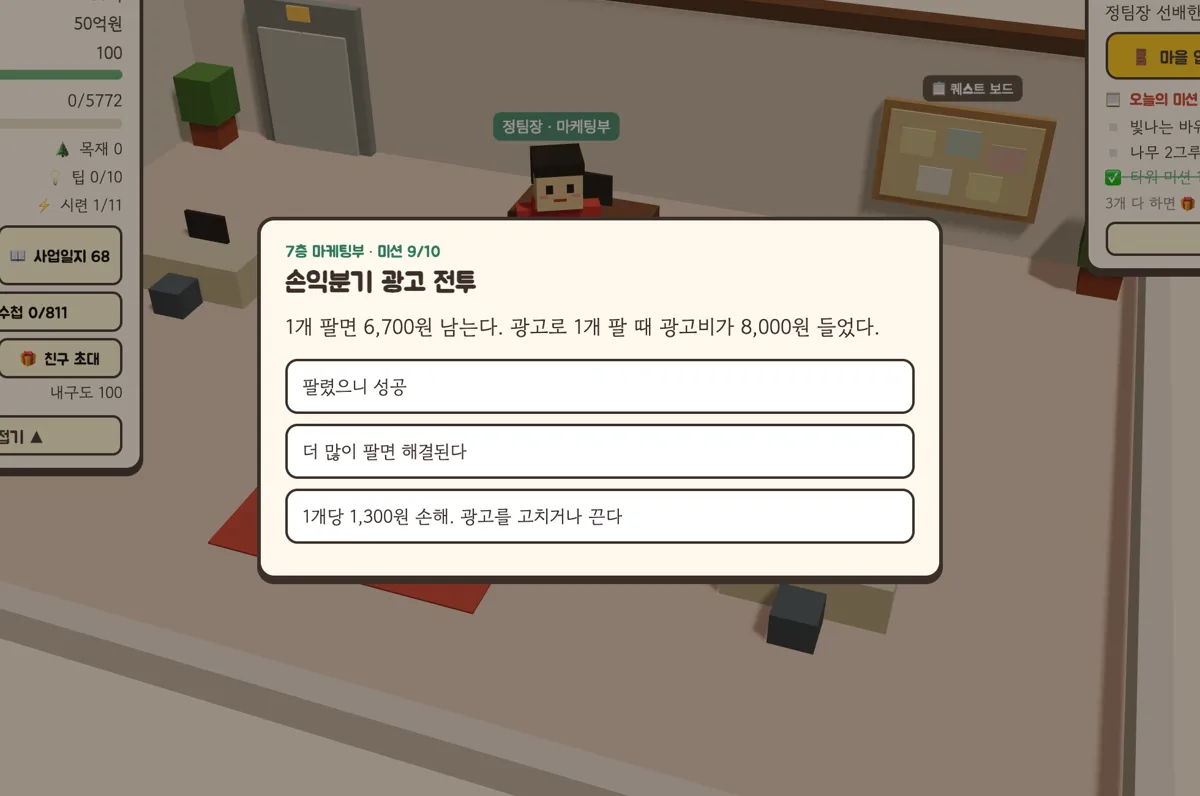 50억원
100
0/5772
🌲 목재 0
💡 팁 0/10
⚡ 시련 1/11
📖 사업일지 68
수첩 0/811
🎁 친구 초대
내구도 100
접기 ▲
정팀장 · 마케팅부
📋 퀘스트 보드
7층 마케팅부 · 미션 9/10
손익분기 광고 전투
1개 팔면 6,700원 남는다. 광고로 1개 팔 때 광고비가 8,000원 들었다.
팔렸으니 성공
더 많이 팔면 해결된다
1개당 1,300원 손해. 광고를 고치거나 끈다
정팀장 선배한
🚪 마을
오늘의 미션
빛나는 바위
나무 2그루
✅ 타워 미션
3개 다 하면 🎁